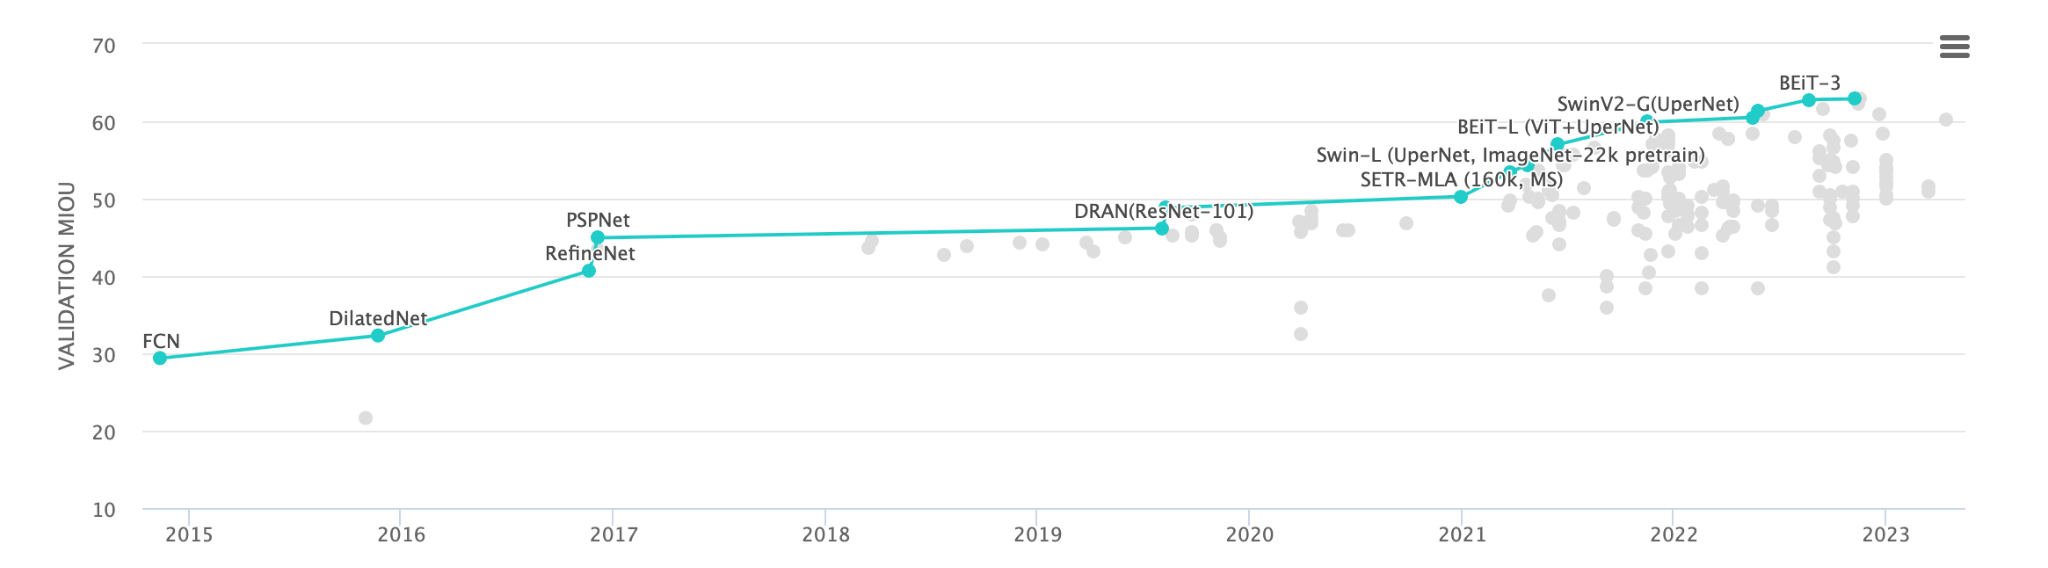 70
60
50
40
30
20
10
VALIDATION MIOU
FCN
DilatedNet
PSPNet
RefineNet
DRAN(ResNet-101)
SETR-MLA (160k, MS)
Swin-L (UperNet, ImageNet-22k pretrain)
BEiT-L (ViT+UperNet)
SwinV2-G(UperNet)
BEiT-3
2015 2016 2017 2018 2019 2020 2021 2022 2023